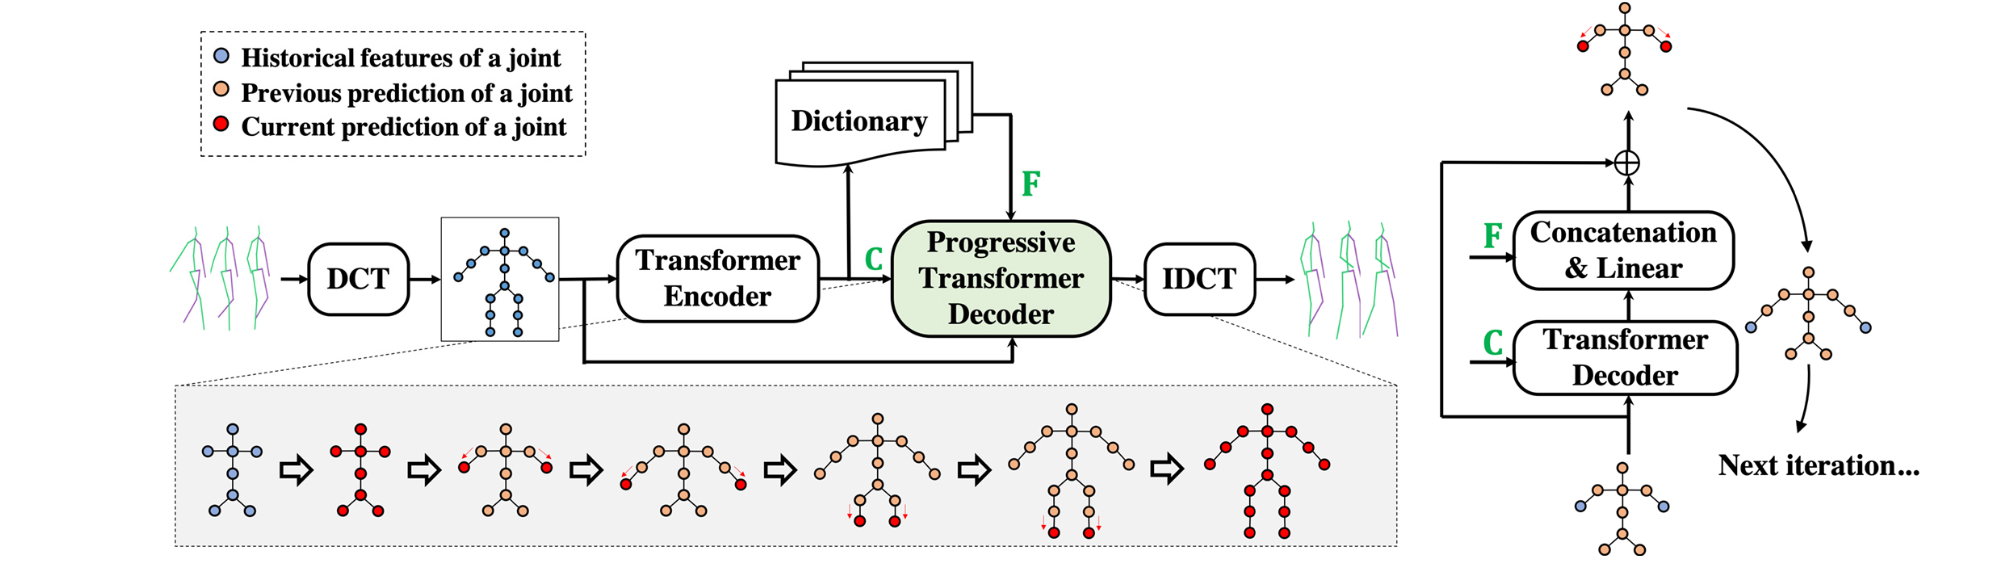 Historical features of a joint
Previous prediction of a joint
Current prediction of a joint
Dictionary
F
DCT
Transformer
Encoder
C
Progressive
Transformer
Decoder
IDCT
F
Concatenation
& Linear
C
Transformer
Decoder
Next iteration...